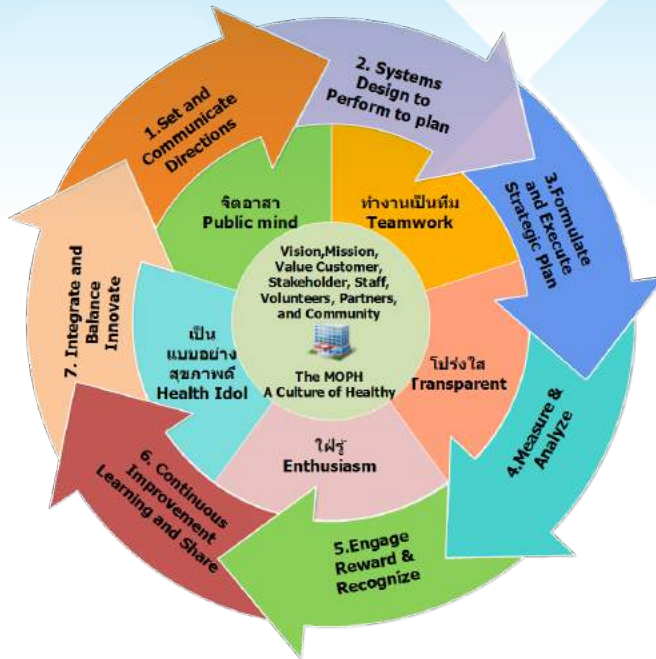 1.Set and
Communicate
Directions
2. Systems
Design to
Perform to plan
3.Formulate
and Execute
Strategic Plan
4.Measure &
Analyze
5.Engage
Reward &
Recognize
6. Continuous
Improvement
Learning and Share
7. Integrate and
Balance
Innovate
จิตอาสา
Public mind
ทำงานเป็นทีม
Teamwork
โปร่งใส
Transparent
ใฝ่รู้
Enthusiasm
เป็น
แบบอย่าง
สุขภาพดี
Health Idol
Vision,Mission,
Value Customer,
Stakeholder, Staff,
Volunteers, Partners,
and Community
The MOPH
A Culture of Healthy